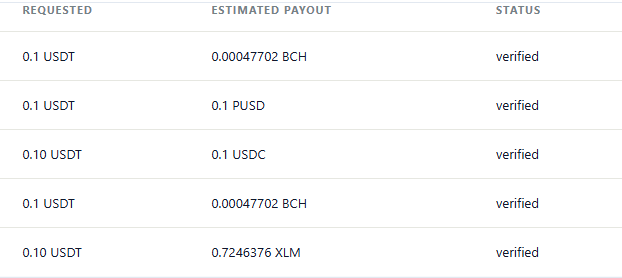 REQUESTED ESTIMATED PAYOUT STATUS
0.1 USDT 0.00047702 BCH verified
0.1 USDT 0.1 PUSD verified
0.10 USDT 0.1 USDC verified
0.1 USDT 0.00047702 BCH verified
0.10 USDT 0.7246376 XLM verified